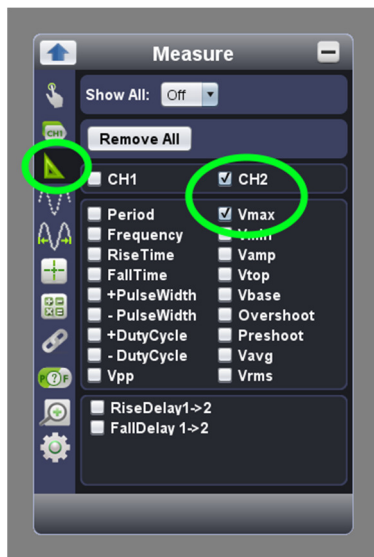 Measure
Show All: Off
CH1
Remove All
CH1 CH2
Period Vmax
Frequency Vmin
RiseTime Vamp
FallTime Vtop
+PulseWidth Vbase
- PulseWidth Overshoot
+DutyCycle Preshoot
- DutyCycle Vavg
Vpp Vrms
P ? F
RiseDelay1->2
FallDelay 1->2